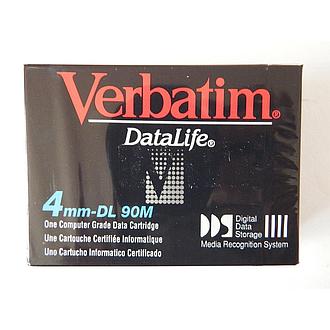 Verbatim®
DataLife®
4mm-DL 90M
One Computer Grade Data Cartridge
Une Cartouche Certifiée Informatique
Uno Cartucho Informatico Certificado
DDS Digital
Data
Storage
Media Recognition System